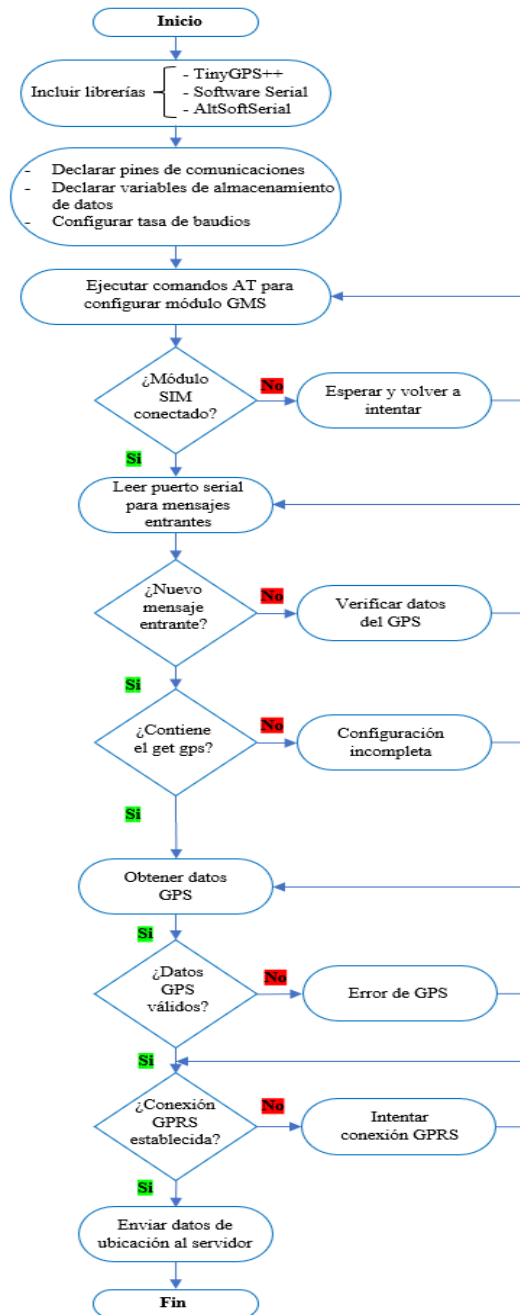 Inicio
Incluir librerías
- TinyGPS++
- Software Serial
- AltSoftSerial
- Declarar pines de comunicaciones
- Declarar variables de almacenamiento
de datos
- Configurar tasa de baudios
Ejecutar comandos AT para
configurar módulo GMS
¿Módulo
SIM
conectado?
No
Esperar y volver a
intentar
Si
Leer puerto serial
para mensajes
entrantes
¿Nuevo
mensaje
entrante?
No
Verificar datos
del GPS
Si
¿Contiene
el get gps?
No
Configuración
incompleta
Si
Obtener datos
GPS
Si
¿Datos
GPS
válidos?
No
Error de GPS
Si
¿Conexión
GPRS
establecida?
No
Intentar
conexión GPRS
Si
Enviar datos de
ubicación al servidor
Fin